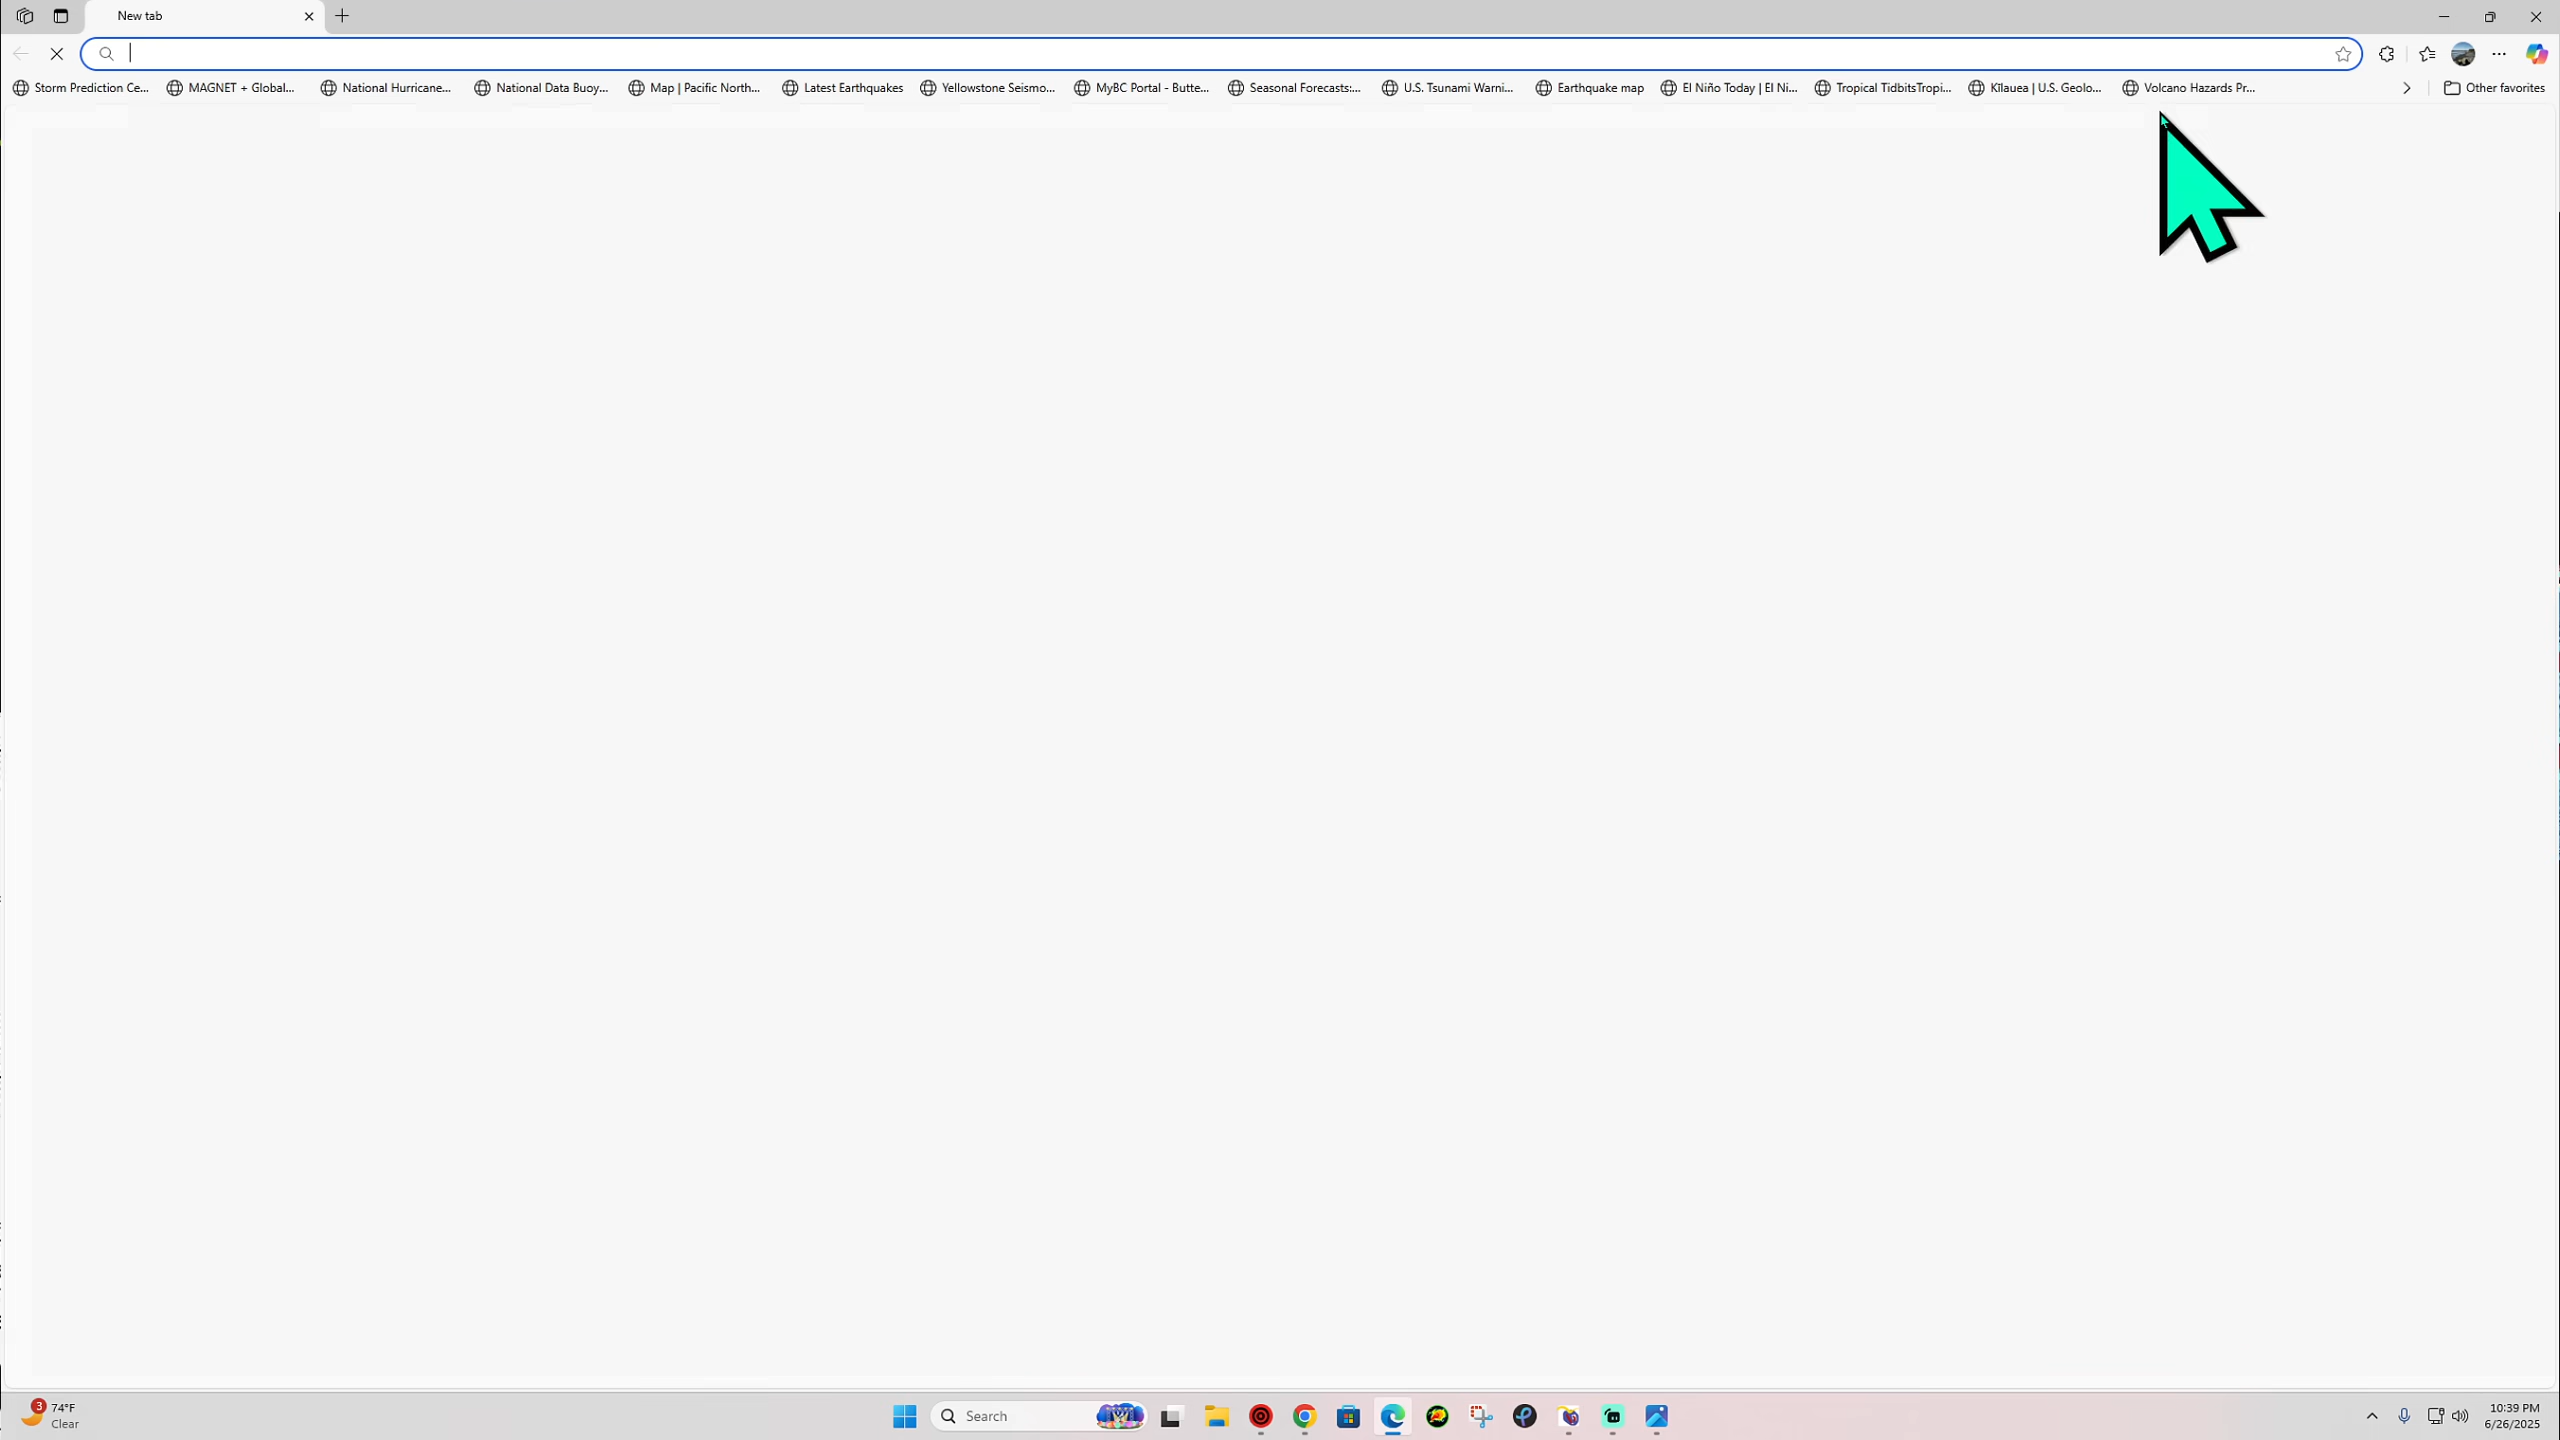 New tab
Storm Prediction Ce...
MAGNET + Global...
National Hurricane...
National Data Buoy...
Map | Pacific North...
Latest Earthquakes
Yellowstone Seismo...
MyBC Portal - Butte...
Seasonal Forecasts:...
U.S. Tsunami Warni...
Earthquake map
El Niño Today | El Ni...
Tropical TidbitsTropi...
Kīlauea | U.S. Geolo...
Volcano Hazards Pr...
Other favorites
3
74°F
Clear
Search
10:39 PM
6/26/2025